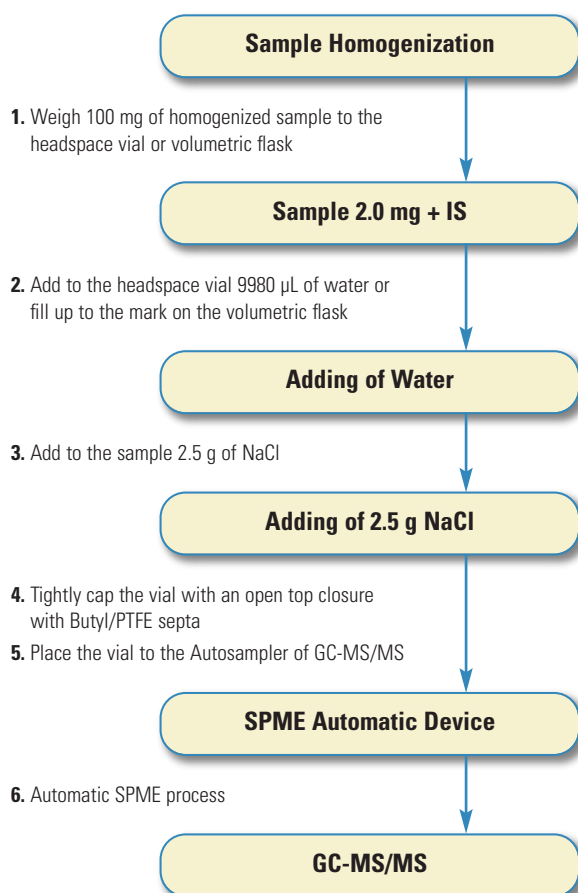 Sample Homogenization
1. Weigh 100 mg of homogenized sample to the
headspace vial or volumetric flask
Sample 2.0 mg + IS
2. Add to the headspace vial 9980 µL of water or
fill up to the mark on the volumetric flask
Adding of Water
3. Add to the sample 2.5 g of NaCl
Adding of 2.5 g NaCl
4. Tightly cap the vial with an open top closure
with Butyl/PTFE septa
5. Place the vial to the Autosampler of GC-MS/MS
SPME Automatic Device
6. Automatic SPME process
GC-MS/MS